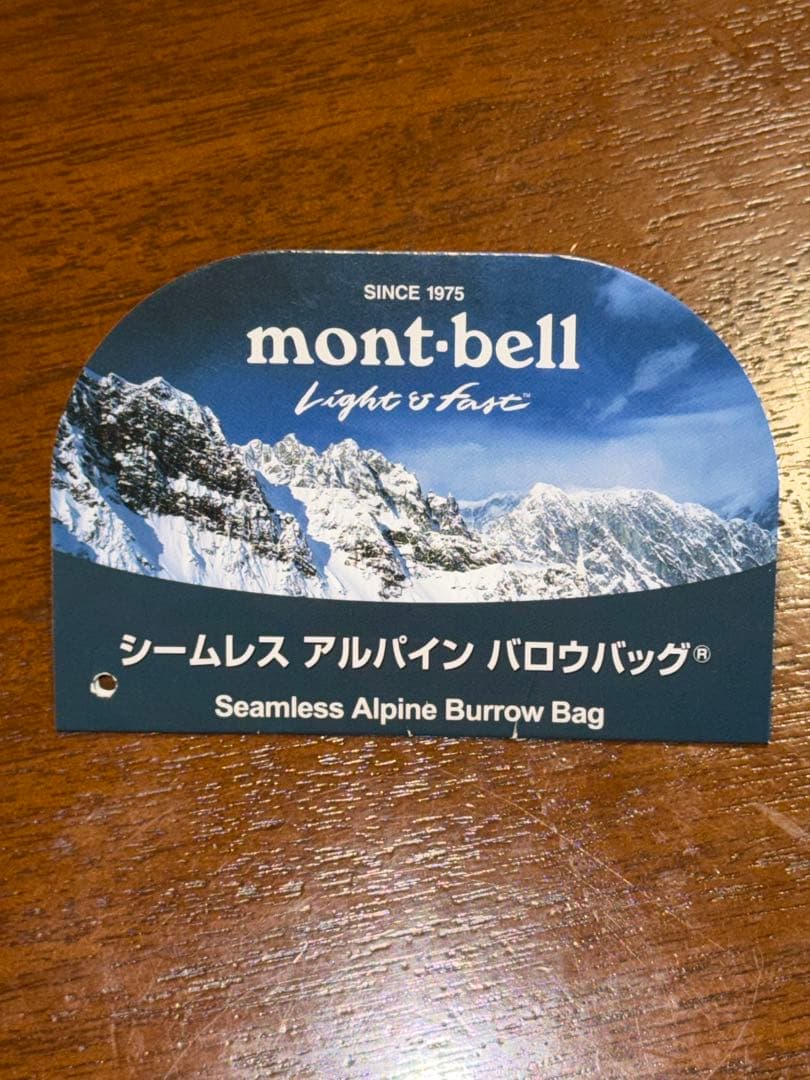 SINCE 1975
mont·bell
Light & Fast™
シームレス アルパイン バロウバッグ®
Seamless Alpine Burrow Bag